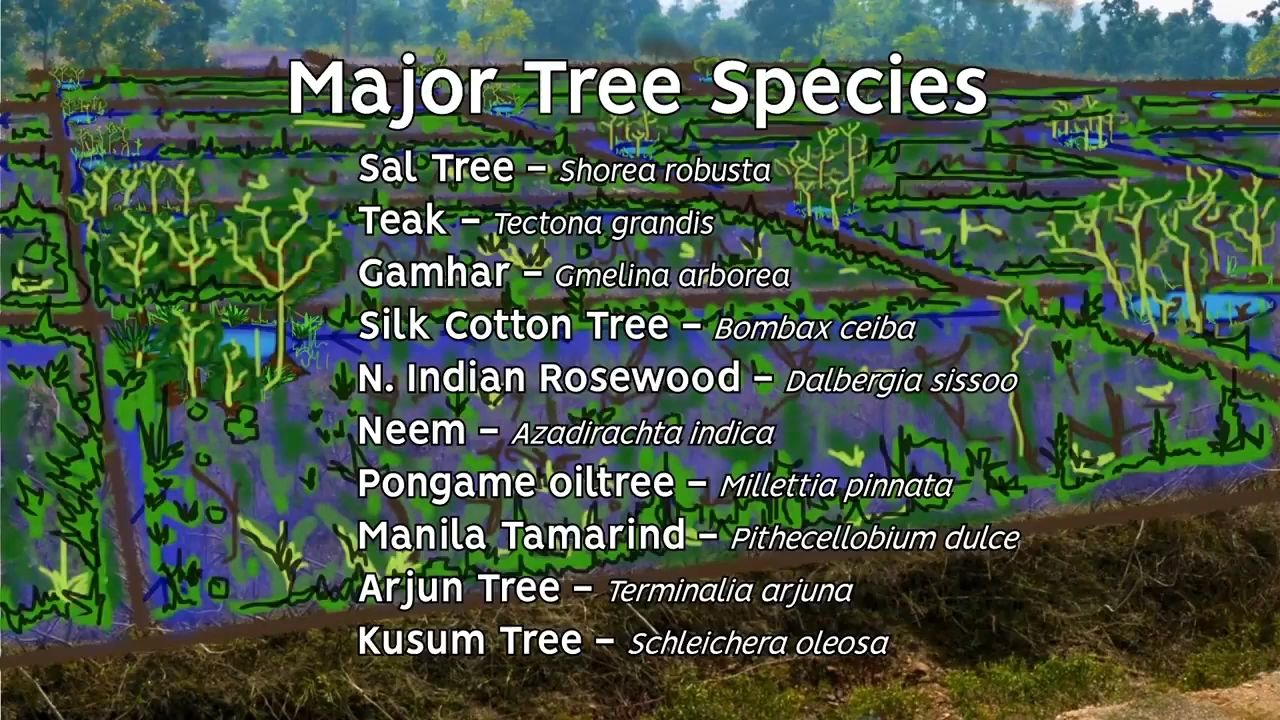 Major Tree Species
Sal Tree – Shorea robusta
Teak – Tectona grandis
Gamhar – Gmelina arborea
Silk Cotton Tree – Bombax ceiba
N. Indian Rosewood – Dalbergia sissoo
Neem – Azadirachta indica
Pongame oiltree – Millettia pinnata
Manila Tamarind – Pithecellobium dulce
Arjun Tree – Terminalia arjuna
Kusum Tree – Schleichera oleosa